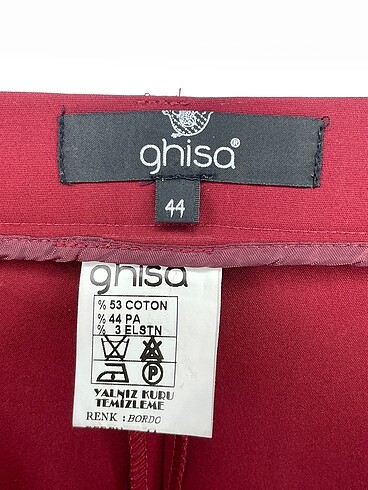 ghisa®
44
ghisa
% 53 COTON
% 44 PA
% 3 ELSTN
P
YALNIZ KURU
TEMİZLEME
RENK : BORDO